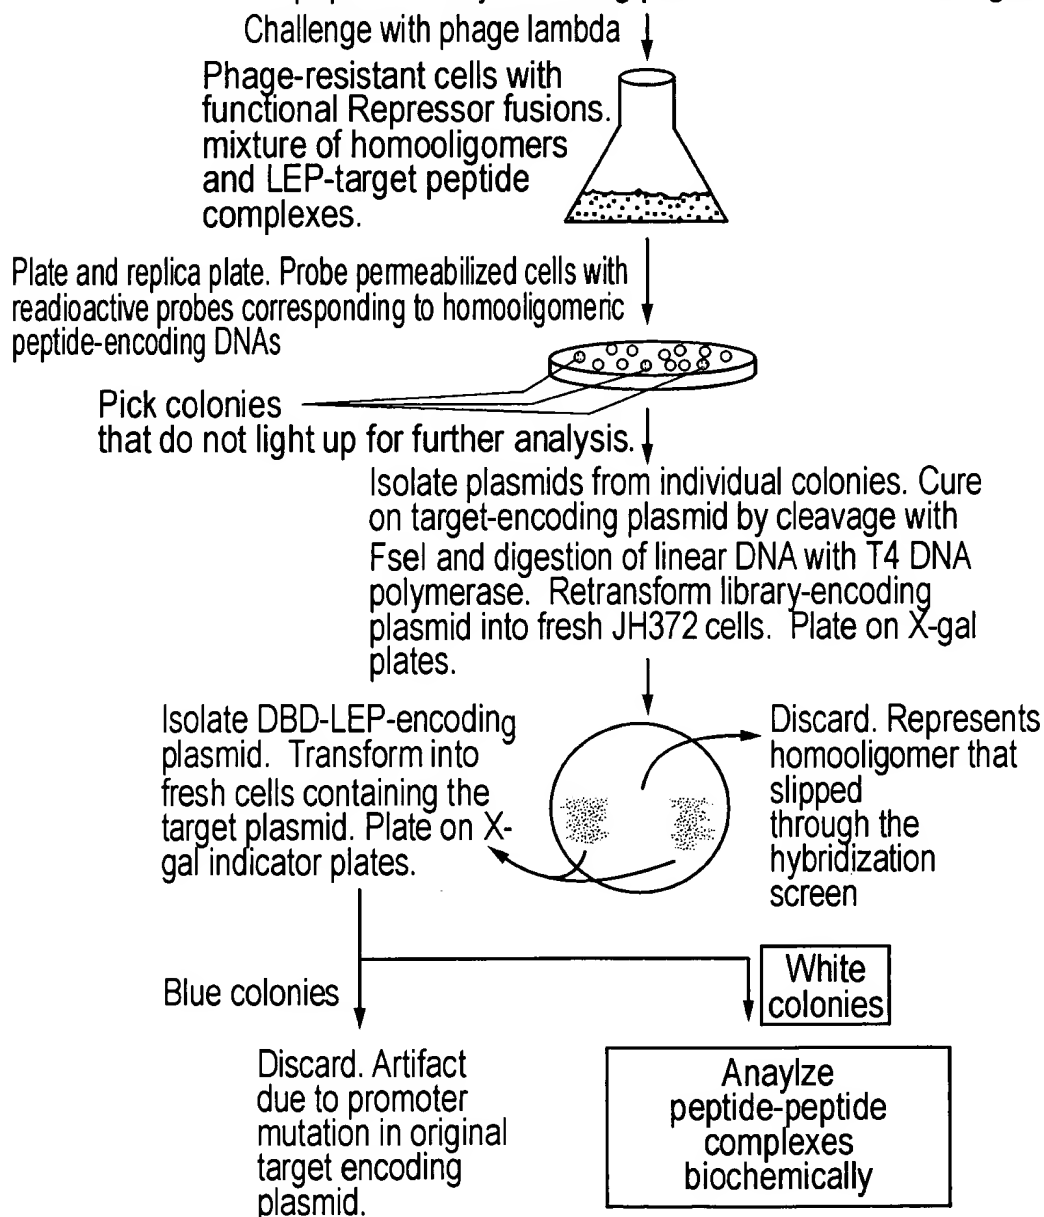 Challenge with phage lambda
Phage-resistant cells with
functional Repressor fusions.
mixture of homooligomers
and LEP-target peptide
complexes.
Plate and replica plate. Probe permeabilized cells with
readioactive probes corresponding to homooligomeric
peptide-encoding DNAs
Pick colonies
that do not light up for further analysis.
Isolate plasmids from individual colonies. Cure
on target-encoding plasmid by cleavage with
FseI and digestion of linear DNA with T4 DNA
polymerase. Retransform library-encoding
plasmid into fresh JH372 cells. Plate on X-gal
plates.
Isolate DBD-LEP-encoding
plasmid. Transform into
fresh cells containing the
target plasmid. Plate on X-
gal indicator plates.
Discard. Represents
homooligomer that
slipped
through the
hybridization
screen
Blue colonies
White
colonies
Discard. Artifact
due to promoter
mutation in original
target encoding
plasmid.
Anaylze
peptide-peptide
complexes
biochemically